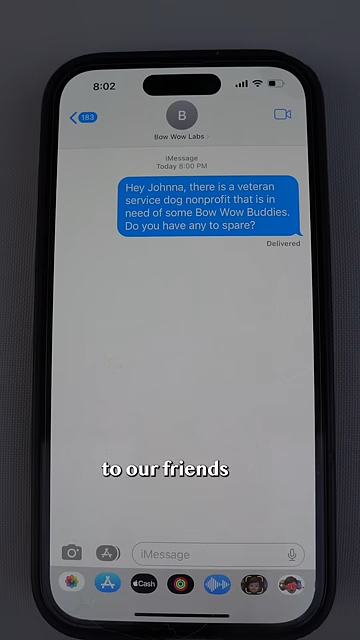 8:02
183
B
Bow Wow Labs
iMessage
Today 8:00 PM
Hey Johnna, there is a veteran
service dog nonprofit that is in
need of some Bow Wow Buddies.
Do you have any to spare?
Delivered
to our friends
iMessage
Cash